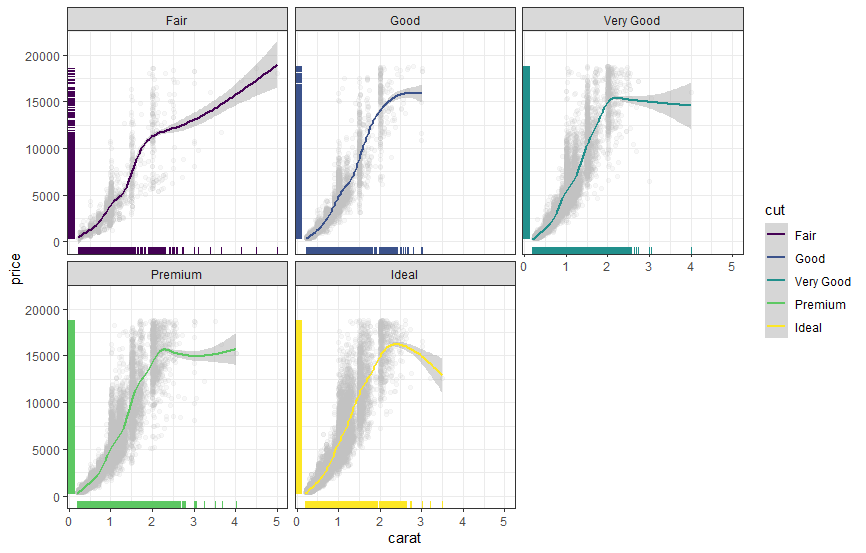 Fair
Good
Very Good
20000
15000
10000
5000
0
0 1 2 3 4 5
Premium
Ideal
20000
15000
10000
5000
0
0 1 2 3 4 5
0 1 2 3 4 5
price
carat
cut
Fair
Good
Very Good
Premium
Ideal